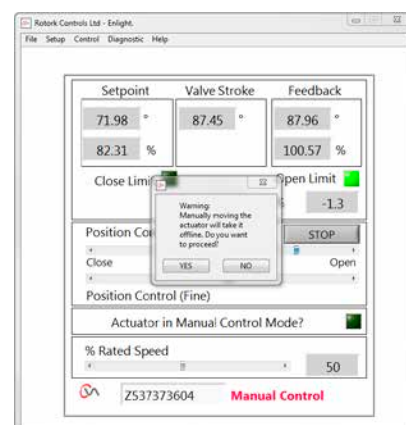 Rotork Controls Ltd - Enlight.
File Setup Control Diagnostic Help
Setpoint Valve Stroke Feedback
71.98 ° 87.45 ° 87.96 °
82.31 % 100.57 %
Close Limit Open Limit
-1.3
Warning:
Manually moving the
actuator will take it
offline. Do you want
to proceed?
YES NO
Position STOP
Close Open
Position Control (Fine)
Actuator in Manual Control Mode?
% Rated Speed
50
Z537373604 Manual Control